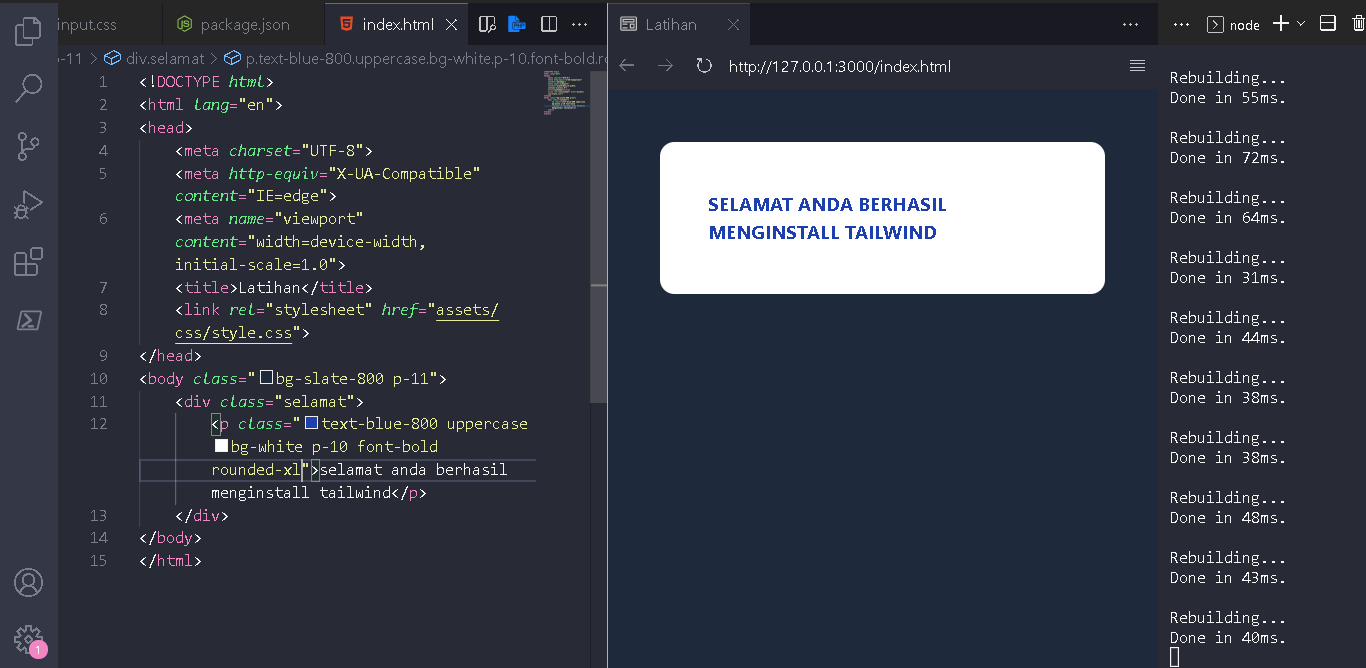 input.css
package.json
index.html
p-11 > div.selamat > p.text-blue-800.uppercase.bg-white.p-10.font-bold.ro
1 <!DOCTYPE html>
2 <html lang="en">
3 <head>
4 <meta charset="UTF-8">
5 <meta http-equiv="X-UA-Compatible"
content="IE=edge">
6 <meta name="viewport"
content="width=device-width,
initial-scale=1.0">
7 <title>Latihan</title>
8 <link rel="stylesheet" href="assets/
css/style.css">
9 </head>
10 <body class="bg-slate-800 p-11">
11 <div class="selamat">
12 <p class="text-blue-800 uppercase
bg-white p-10 font-bold
rounded-xl">selamat anda berhasil
menginstall tailwind</p>
13 </div>
14 </body>
15 </html>
1
Latihan
http://127.0.0.1:3000/index.html
SELAMAT ANDA BERHASIL
MENGINSTALL TAILWIND
node
Rebuilding...
Done in 55ms.
Rebuilding...
Done in 72ms.
Rebuilding...
Done in 64ms.
Rebuilding...
Done in 31ms.
Rebuilding...
Done in 44ms.
Rebuilding...
Done in 38ms.
Rebuilding...
Done in 38ms.
Rebuilding...
Done in 48ms.
Rebuilding...
Done in 43ms.
Rebuilding...
Done in 40ms.